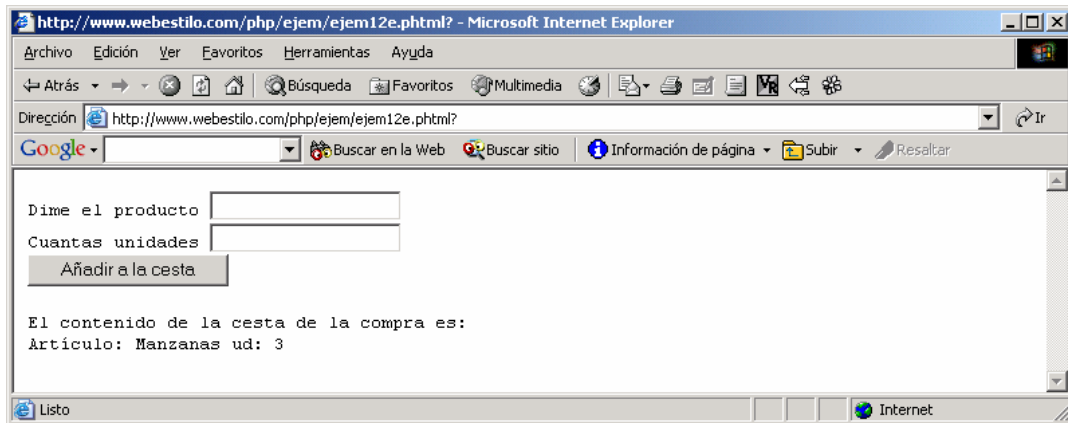 http://www.webestilo.com/php/ejem/ejem12e.phtml? - Microsoft Internet Explorer
Archivo Edición Ver Favoritos Herramientas Ayuda
Atrás Búsqueda Favoritos Multimedia VR
Dirección http://www.webestilo.com/php/ejem/ejem12e.phtml? Ir
Google Buscar en la Web Buscar sitio Información de página Subir Resaltar
Dime el producto
Cuantas unidades
Añadir a la cesta
El contenido de la cesta de la compra es:
Artículo: Manzanas ud: 3
Listo Internet